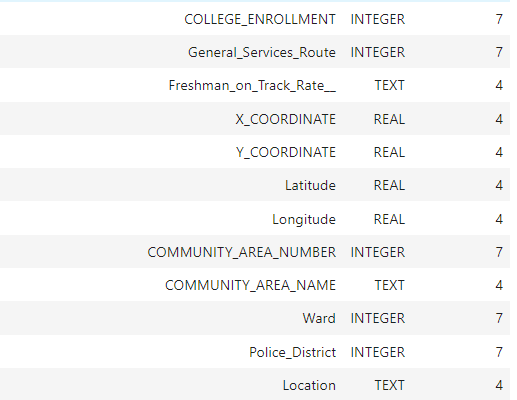 COLLEGE_ENROLLMENT INTEGER 7
General_Services_Route INTEGER 7
Freshman_on_Track_Rate__ TEXT 4
X_COORDINATE REAL 4
Y_COORDINATE REAL 4
Latitude REAL 4
Longitude REAL 4
COMMUNITY_AREA_NUMBER INTEGER 7
COMMUNITY_AREA_NAME TEXT 4
Ward INTEGER 7
Police_District INTEGER 7
Location TEXT 4